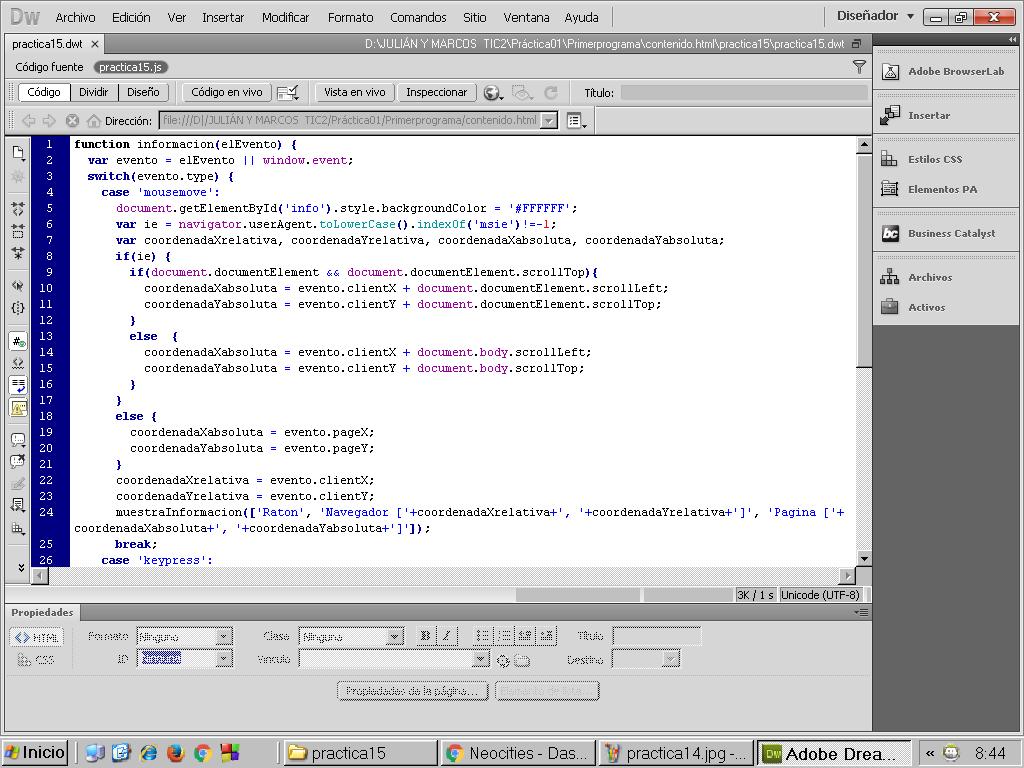 Dw Archivo Edición Ver Insertar Modificar Formato Comandos Sitio Ventana Ayuda Diseñador
practica15.dwt D:\JULIÁN Y MARCOS TIC2\Práctica01\Primerprograma\contenido.html\practica15\practica15.dwt
Código fuente practica15.js
Código Dividir Diseño Código en vivo Vista en vivo Inspeccionar Título:
Dirección: file:///D|/JULIÁN Y MARCOS TIC2/Práctica01/Primerprograma/contenido.html
1 function informacion(elEvento) {
2 var evento = elEvento || window.event;
3 switch(evento.type) {
4 case 'mousemove':
5 document.getElementById('info').style.backgroundColor = '#FFFFFF';
6 var ie = navigator.userAgent.toLowerCase().indexOf('msie')!=-1;
7 var coordenadaXrelativa, coordenadaYrelativa, coordenadaXabsoluta, coordenadaYabsoluta;
8 if(ie) {
9 if(document.documentElement && document.documentElement.scrollTop){
10 coordenadaXabsoluta = evento.clientX + document.documentElement.scrollLeft;
11 coordenadaYabsoluta = evento.clientY + document.documentElement.scrollTop;
12 }
13 else {
14 coordenadaXabsoluta = evento.clientX + document.body.scrollLeft;
15 coordenadaYabsoluta = evento.clientY + document.body.scrollTop;
16 }
17 }
18 else {
19 coordenadaXabsoluta = evento.pageX;
20 coordenadaYabsoluta = evento.pageY;
21 }
22 coordenadaXrelativa = evento.clientX;
23 coordenadaYrelativa = evento.clientY;
24 muestraInformacion(['Raton', 'Navegador ['+coordenadaXrelativa+', '+coordenadaYrelativa+']', 'Pagina ['+
coordenadaXabsoluta+', '+coordenadaYabsoluta+']']);
25 break;
26 case 'keypress':
3K / 1 s Unicode (UTF-8)
Adobe BrowserLab
Insertar
Estilos CSS
Elementos PA
bc Business Catalyst
Archivos
Activos
Propiedades
<> HTML Formato Ninguno Clase Ninguna B I Título
CSS ID Ninguno Vínculo Destino
Propiedades de la página... Elemento de lista...
Inicio practica15 Neocities - Das... practica14.jpg -... Dw Adobe Drea... « 8:44